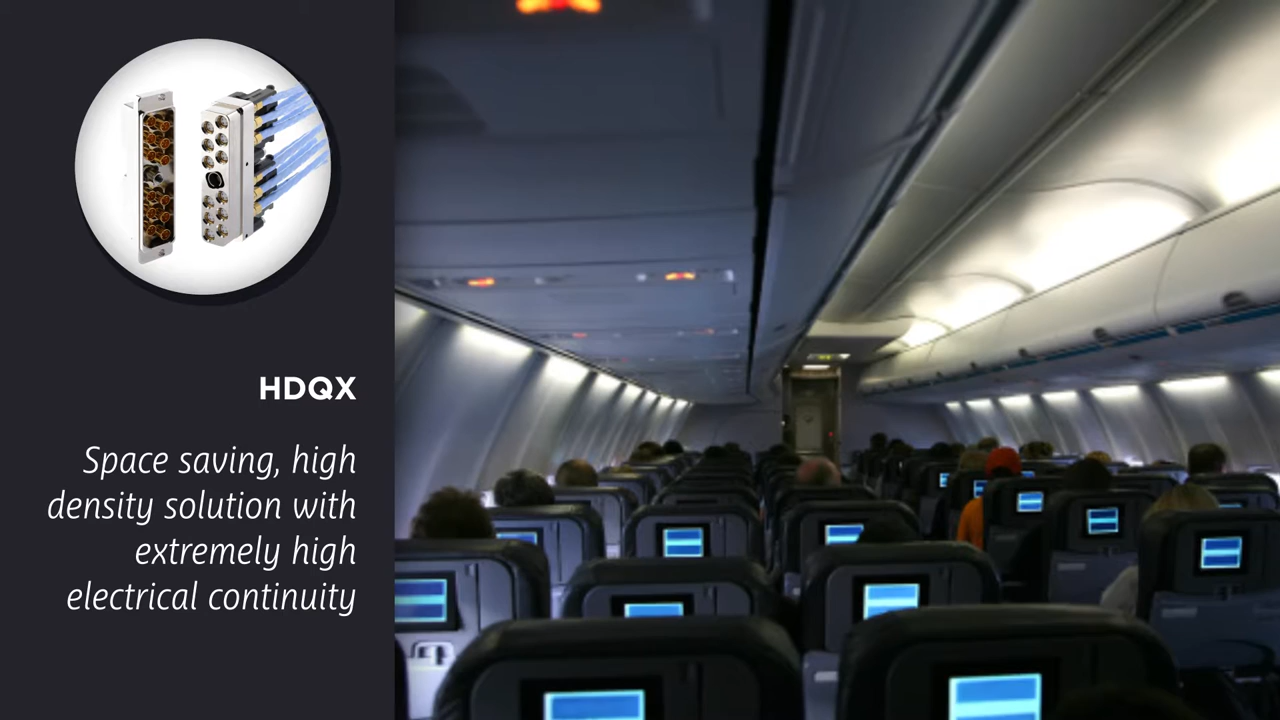 HDQX
Space saving, high
density solution with
extremely high
electrical continuity